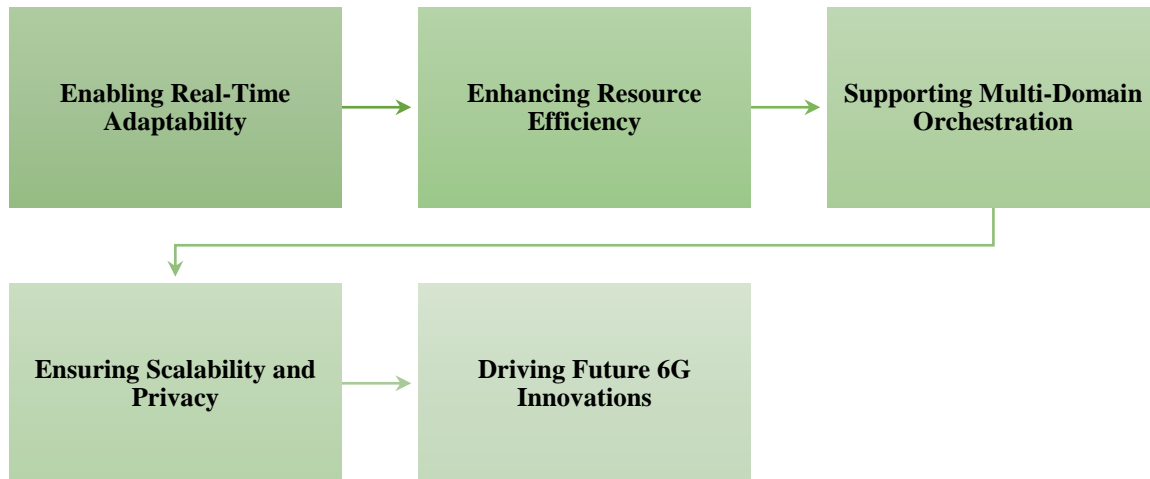 Enabling Real-Time
Adaptability
Enhancing Resource
Efficiency
Supporting Multi-Domain
Orchestration
Ensuring Scalability and
Privacy
Driving Future 6G
Innovations